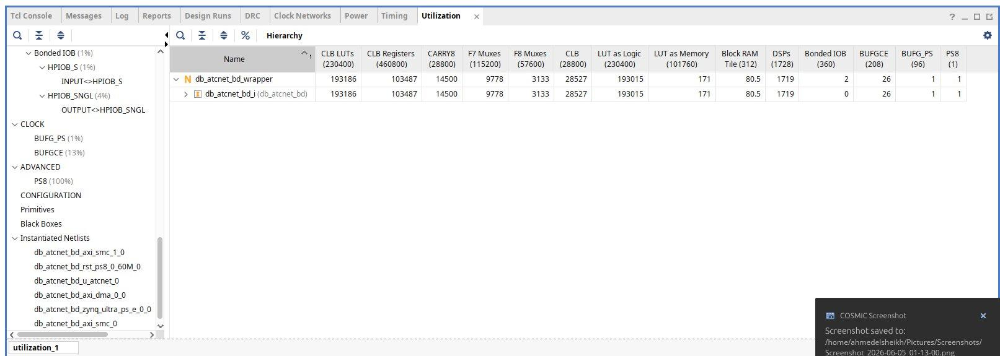 Tcl Console Messages Log Reports Design Runs DRC Clock Networks Power Timing Utilization
Hierarchy
Bonded IOB (1%)
HPIOB_S (1%)
INPUT<>HPIOB_S
HPIOB_SNGL (4%)
OUTPUT<>HPIOB_SNGL
CLOCK
BUFG_PS (1%)
BUFGCE (13%)
ADVANCED
PS8 (100%)
CONFIGURATION
Primitives
Black Boxes
Instantiated Netlists
db_atcnet_bd_axi_smc_1_0
db_atcnet_bd_rst_ps8_0_60M_0
db_atcnet_bd_u_atcnet_0
db_atcnet_bd_axi_dma_0_0
db_atcnet_bd_zynq_ultra_ps_e_0_0
db_atcnet_bd_axi_smc_0
Name 1 CLB LUTs (230400) CLB Registers (460800) CARRY8 (28800) F7 Muxes (115200) F8 Muxes (57600) CLB (28800) LUT as Logic (230400) LUT as Memory (101760) Block RAM Tile (312) DSPs (1728) Bonded IOB (360) BUFGCE (208) BUFG_PS (96) PS8 (1)
N db_atcnet_bd_wrapper 193186 103487 14500 9778 3133 28527 193015 171 80.5 1719 2 26 1 1
I db_atcnet_bd_i (db_atcnet_bd) 193186 103487 14500 9778 3133 28527 193015 171 80.5 1719 0 26 1 1
utilization_1
COSMIC Screenshot
Screenshot saved to:
/home/ahmedelsheikh/Pictures/Screenshots/
Screenshot_2026-06-05_01-13-00.png